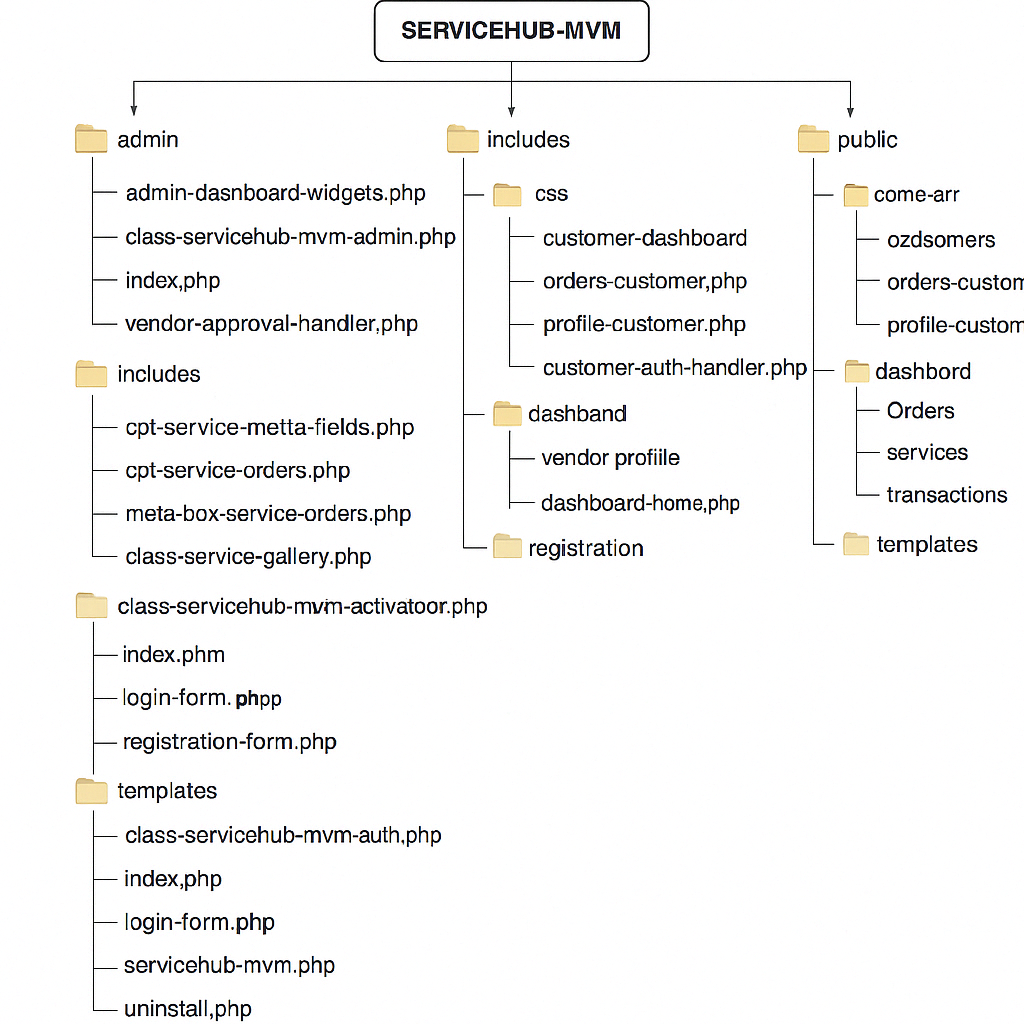 SERVICEHUB-MVM
admin
admin-dasnboard-widgets.php
class-servicehub-mvm-admin.php
index,php
vendor-approval-handler,php
includes
cpt-service-metta-fields.php
cpt-service-orders.php
meta-box-service-orders.php
class-service-gallery.php
class-servicehub-mvm-activatoor.php
index.phm
login-form.phpp
registration-form.php
templates
class-servicehub-mvm-auth,php
index,php
login-form.php
servicehub-mvm.php
uninstall,php
includes
css
customer-dashboard
orders-customer,php
profile-customer.php
customer-auth-handler.php
dashband
vendor profiile
dashboard-home,php
registration
public
come-arr
ozdsomers
orders-custom
profile-custom
dashbord
Orders
services
transactions
templates